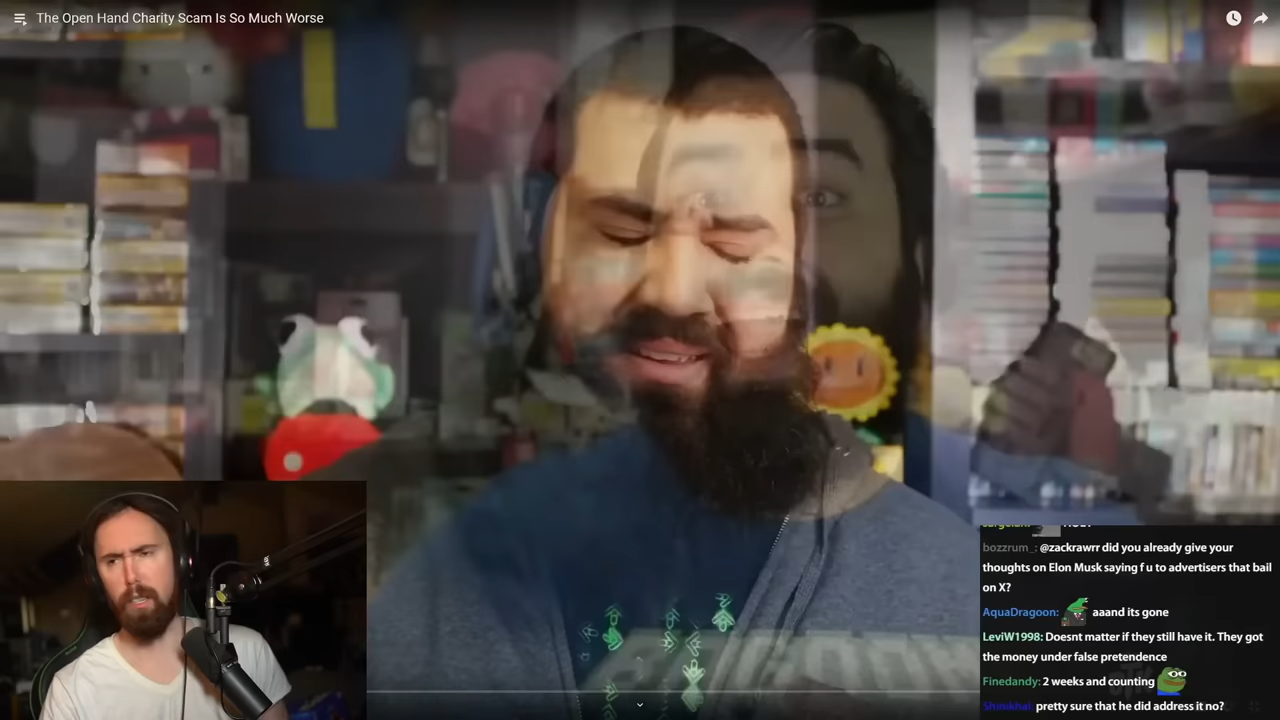 The Open Hand Charity Scam Is So Much Worse
bozzrum_: @zackrawrr did you already give your
thoughts on Elon Musk saying f u to advertisers that bail
on X?
AquaDragoon: aaand its gone
LeviW1998: Doesnt matter if they still have it. They got
the money under false pretendence
Finedandy: 2 weeks and counting
Shimkhai: pretty sure that he did address it no?